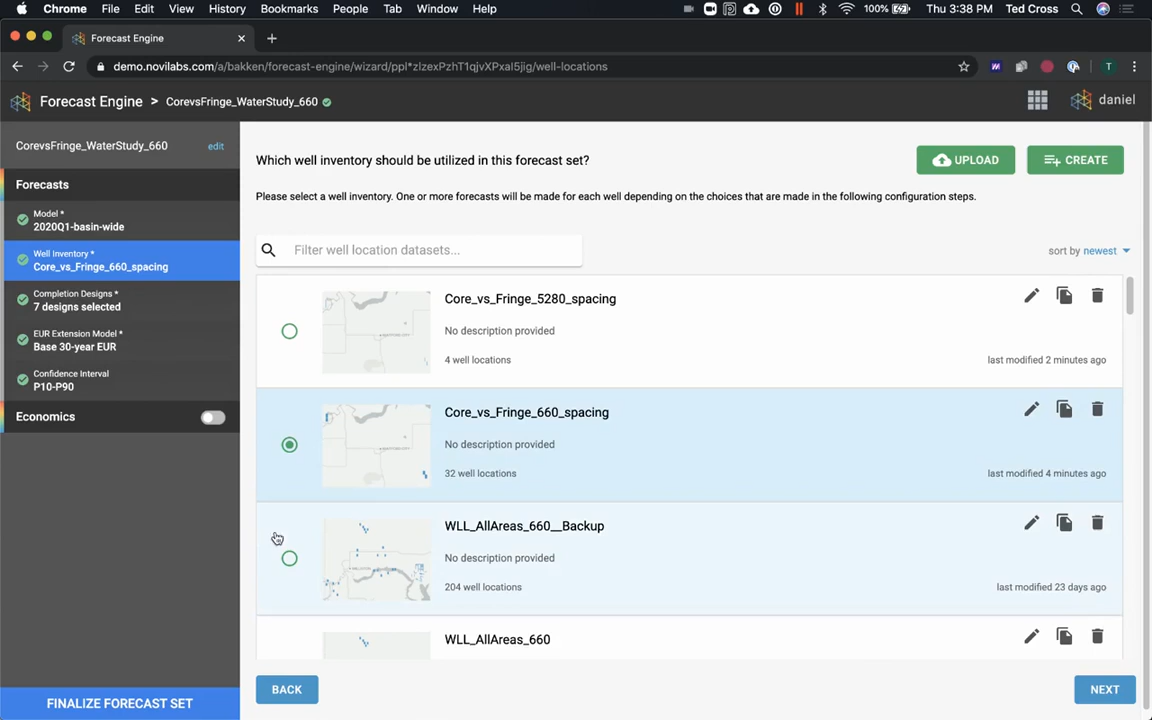 Chrome File Edit View History Bookmarks People Tab Window Help 100% Thu 3:38 PM Ted Cross
Forecast Engine
demo.novilabs.com/a/bakken/forecast-engine/wizard/ppl*zIzexPzhT1qjvXPxaI5jig/well-locations T
Forecast Engine > CorevsFringe_WaterStudy_660 daniel
CorevsFringe_WaterStudy_660 edit
Forecasts
Model *
2020Q1-basin-wide
Well Inventory *
Core_vs_Fringe_660_spacing
Completion Designs *
7 designs selected
EUR Extension Model *
Base 30-year EUR
Confidence Interval
P10-P90
Economics
FINALIZE FORECAST SET
Which well inventory should be utilized in this forecast set?
UPLOAD CREATE
Please select a well inventory. One or more forecasts will be made for each well depending on the choices that are made in the following configuration steps.
Filter well location datasets...
sort by newest
Core_vs_Fringe_5280_spacing
No description provided
4 well locations last modified 2 minutes ago
Core_vs_Fringe_660_spacing
No description provided
32 well locations last modified 4 minutes ago
WLL_AllAreas_660__Backup
No description provided
204 well locations last modified 23 days ago
WLL_AllAreas_660
BACK NEXT